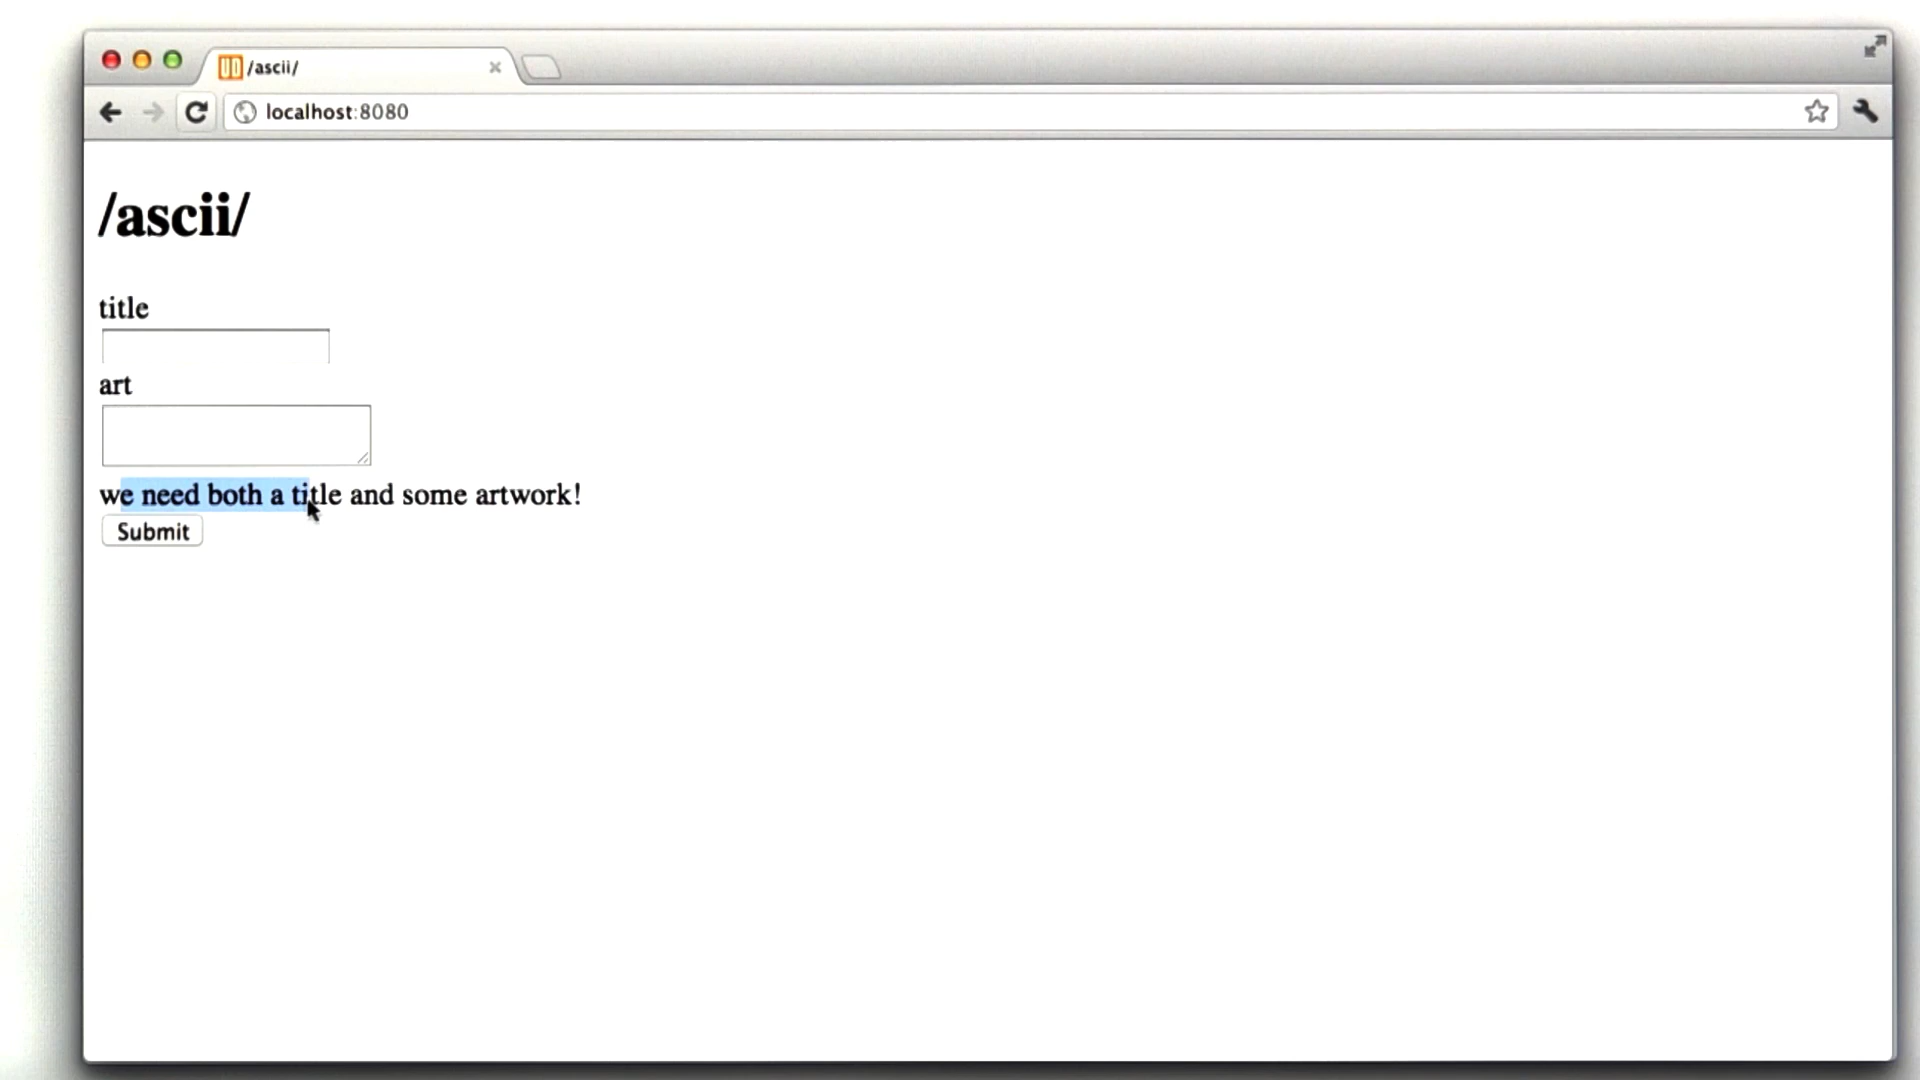 /ascii/
localhost:8080
/ascii/
title
art
we need both a title and some artwork!
Submit